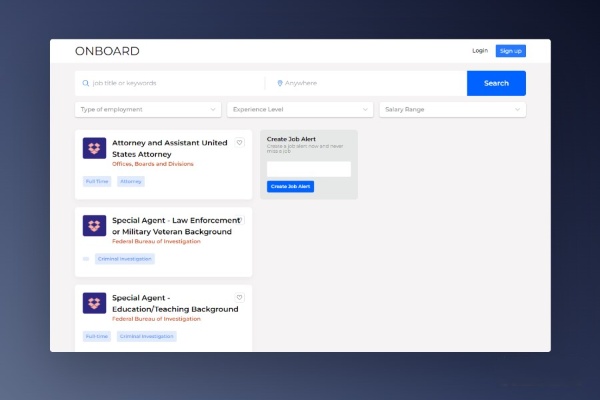 ONBOARD
Login
Sign up
Job title or keywords
Anywhere
Search
Type of employment
Experience Level
Salary Range
Attorney and Assistant United
States Attorney
Offices, Boards and Divisions
Full Time
Attorney
Create Job Alert
Create a job alert now and never
miss a job
Create Job Alert
Special Agent - Law Enforcement
or Military Veteran Background
Federal Bureau of Investigation
Criminal Investigation
Special Agent -
Education/Teaching Background
Federal Bureau of Investigation
Full-time
Criminal Investigation